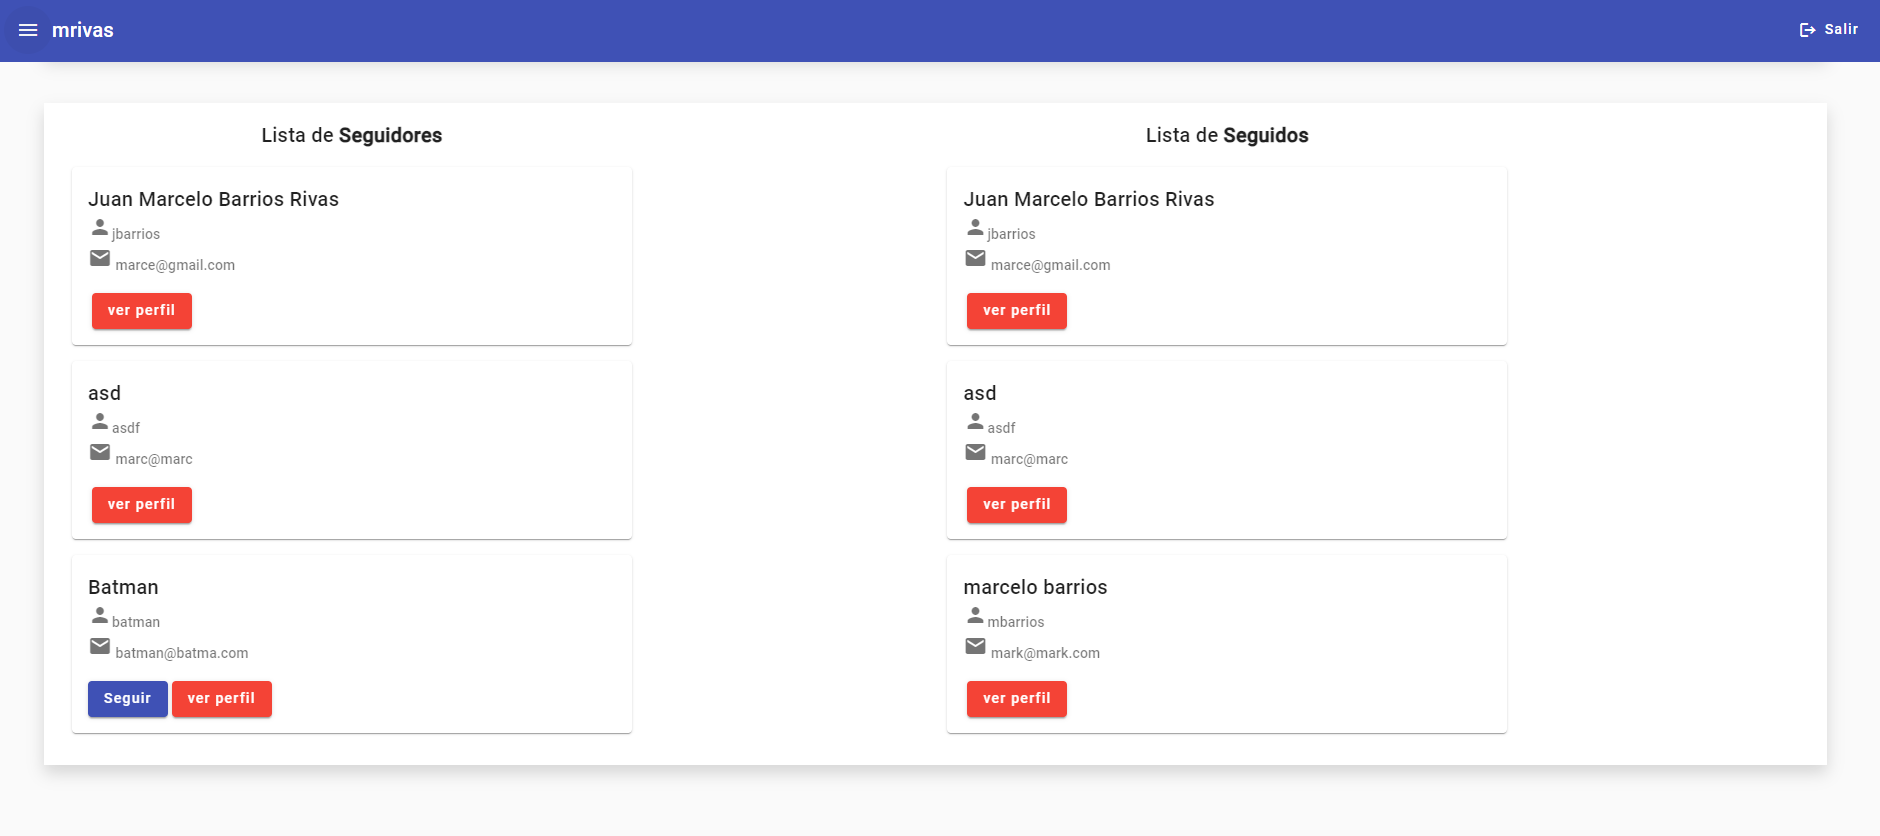 mrivas
Salir
Lista de Seguidores
Juan Marcelo Barrios Rivas
jbarrios
marce@gmail.com
ver perfil
asd
asdf
marc@marc
ver perfil
Batman
batman
batman@batma.com
Seguir ver perfil
Lista de Seguidos
Juan Marcelo Barrios Rivas
jbarrios
marce@gmail.com
ver perfil
asd
asdf
marc@marc
ver perfil
marcelo barrios
mbarrios
mark@mark.com
ver perfil